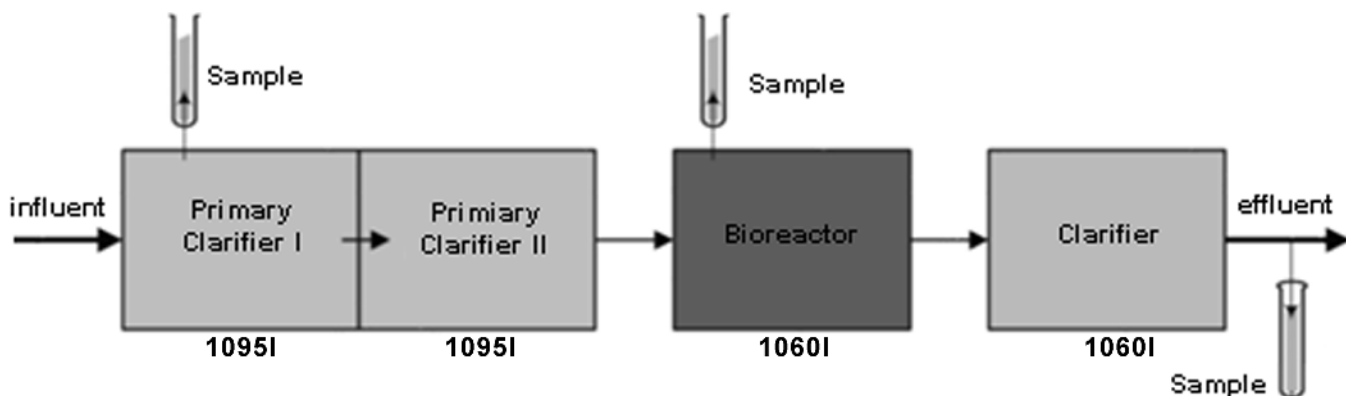 Sample
Sample
influent
Primary
Clarifier I
Primiary
Clarifier II
Bioreactor
Clarifier
effluent
1095l
1095l
1060l
1060l
Sample